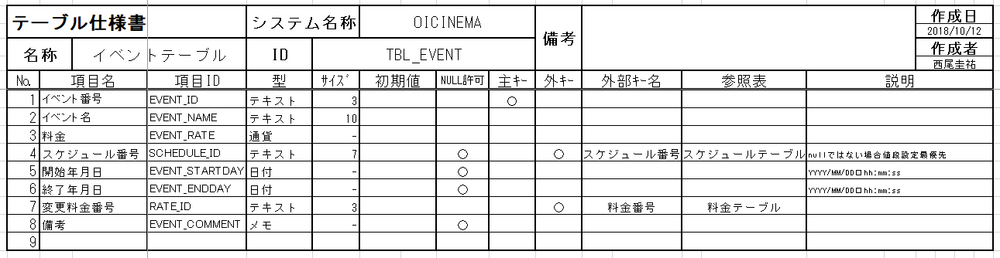 テーブル仕様書 システム名称 OICINEMA 備考 作成日
2018/10/12
名称 イベントテーブル ID TBL_EVENT 作成者
西尾圭祐
No. 項目名 項目ID 型 ｻｲｽﾞ 初期値 NULL許可 主ｷｰ 外ｷｰ 外部ｷｰ名 参照表 説明
1 イベント番号 EVENT_ID テキスト 3 ○
2 イベント名 EVENT_NAME テキスト 10
3 料金 EVENT_RATE 通貨 -
4 スケジュール番号 SCHEDULE_ID テキスト 7 ○ ○ スケジュール番号 スケジュールテーブル nullではない場合値段設定最優先
5 開始年月日 EVENT_STARTDAY 日付 - ○ YYYY/MM/DD□hh:mm:ss
6 終了年月日 EVENT_ENDDAY 日付 - ○ YYYY/MM/DD□hh:mm:ss
7 変更料金番号 RATE_ID テキスト 3 ○ 料金番号 料金テーブル
8 備考 EVENT_COMMENT メモ - ○
9